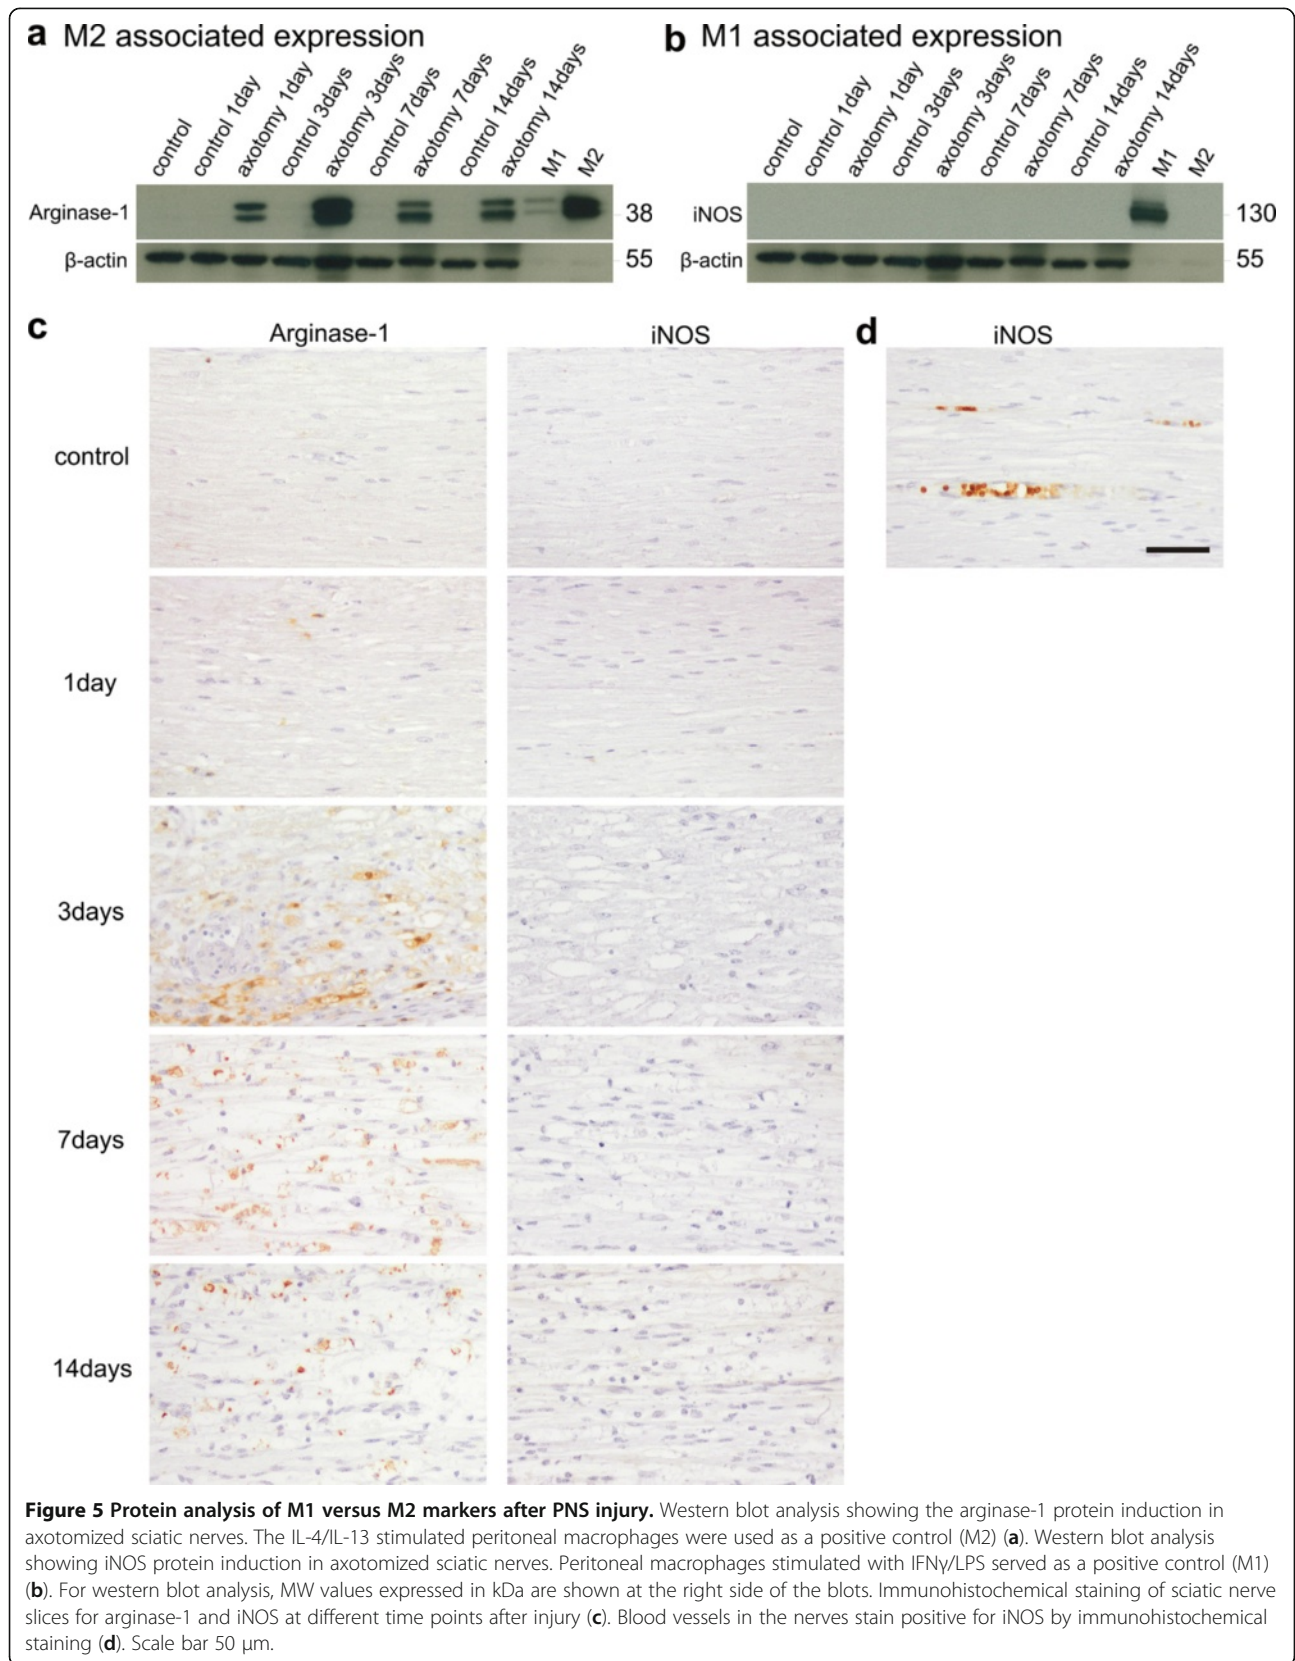 a M2 associated expression
control
control 1day
axotomy 1day
control 3days
axotomy 3days
control 7days
axotomy 7days
control 14days
axotomy 14days
M1
M2
Arginase-1
38
β-actin
55
b M1 associated expression
control
control 1day
axotomy 1day
control 3days
axotomy 3days
control 7days
axotomy 7days
control 14days
axotomy 14days
M1
M2
iNOS
130
β-actin
55
c
Arginase-1
iNOS
control
1day
3days
7days
14days
d
iNOS
Figure 5 Protein analysis of M1 versus M2 markers after PNS injury. Western blot analysis showing the arginase-1 protein induction in
axotomized sciatic nerves. The IL-4/IL-13 stimulated peritoneal macrophages were used as a positive control (M2) (a). Western blot analysis
showing iNOS protein induction in axotomized sciatic nerves. Peritoneal macrophages stimulated with IFNγ/LPS served as a positive control (M1)
(b). For western blot analysis, MW values expressed in kDa are shown at the right side of the blots. Immunohistochemical staining of sciatic nerve
slices for arginase-1 and iNOS at different time points after injury (c). Blood vessels in the nerves stain positive for iNOS by immunohistochemical
staining (d). Scale bar 50 μm.